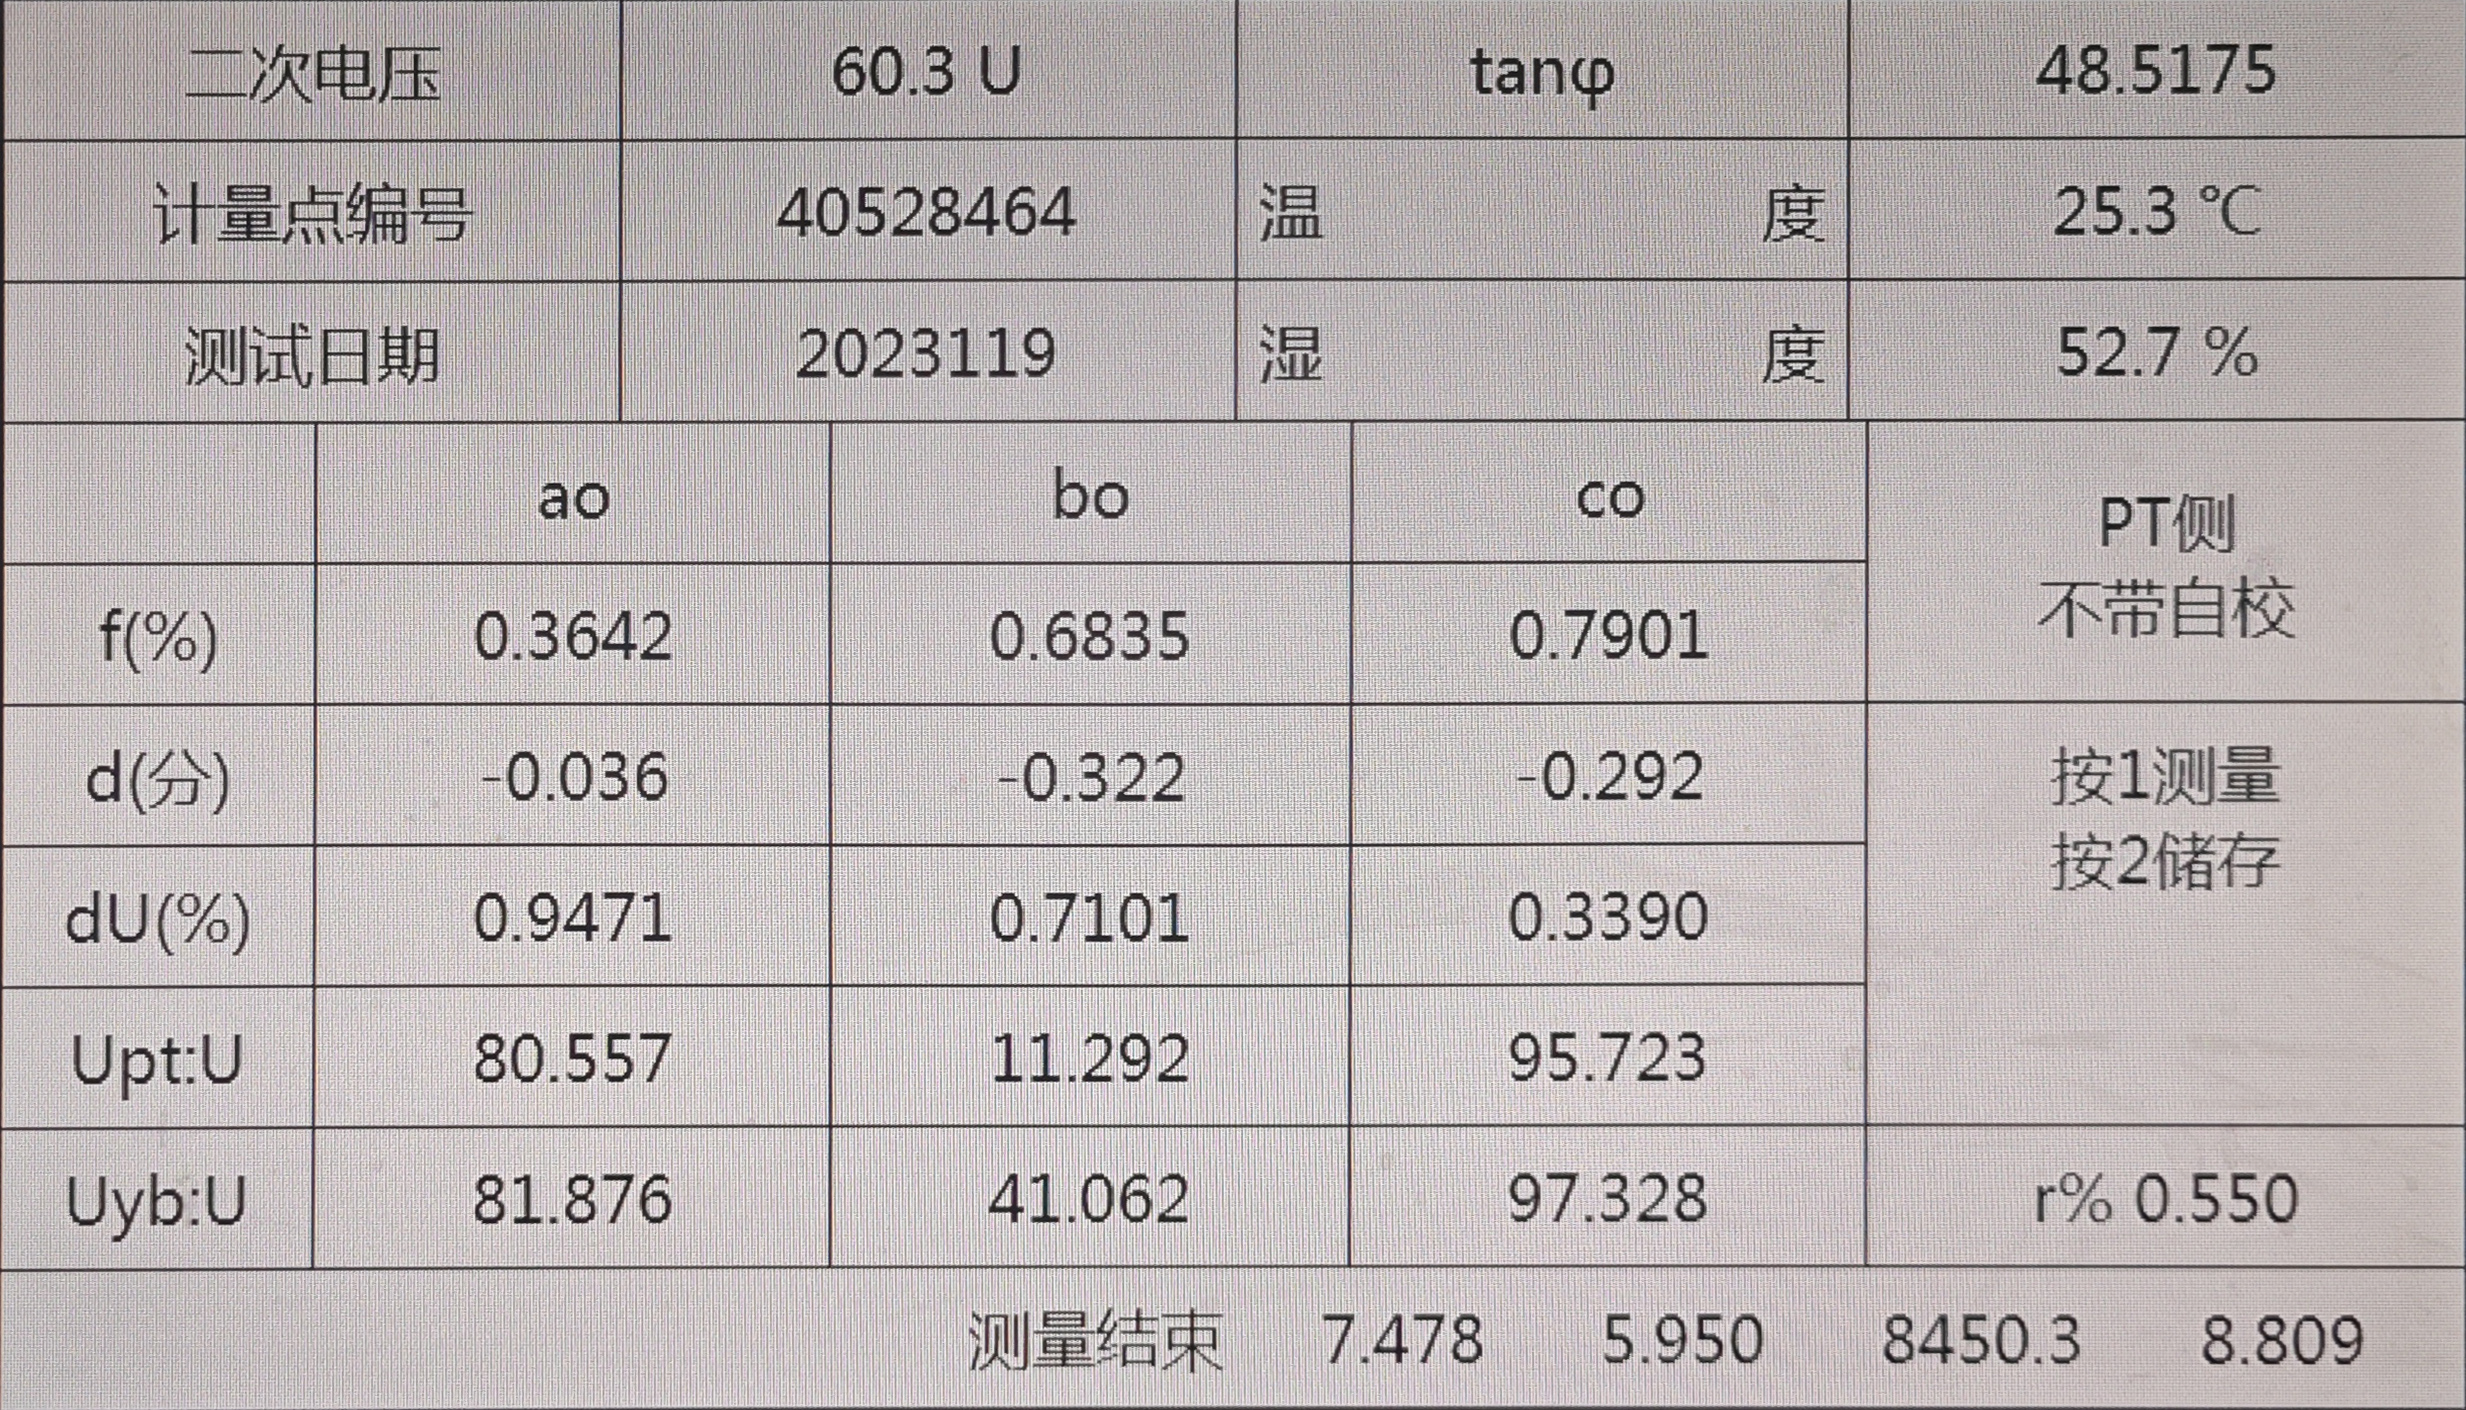 二次电压 60.3 U tanφ 48.5175
计量点编号 40528464 温 度 25.3 ℃
测试日期 2023119 湿 度 52.7 %
ao bo co PT侧
不带自校
f(%) 0.3642 0.6835 0.7901
d(分) -0.036 -0.322 -0.292 按1测量
按2储存
dU(%) 0.9471 0.7101 0.3390
Upt:U 80.557 11.292 95.723
Uyb:U 81.876 41.062 97.328 r% 0.550
测量结束 7.478 5.950 8450.3 8.809